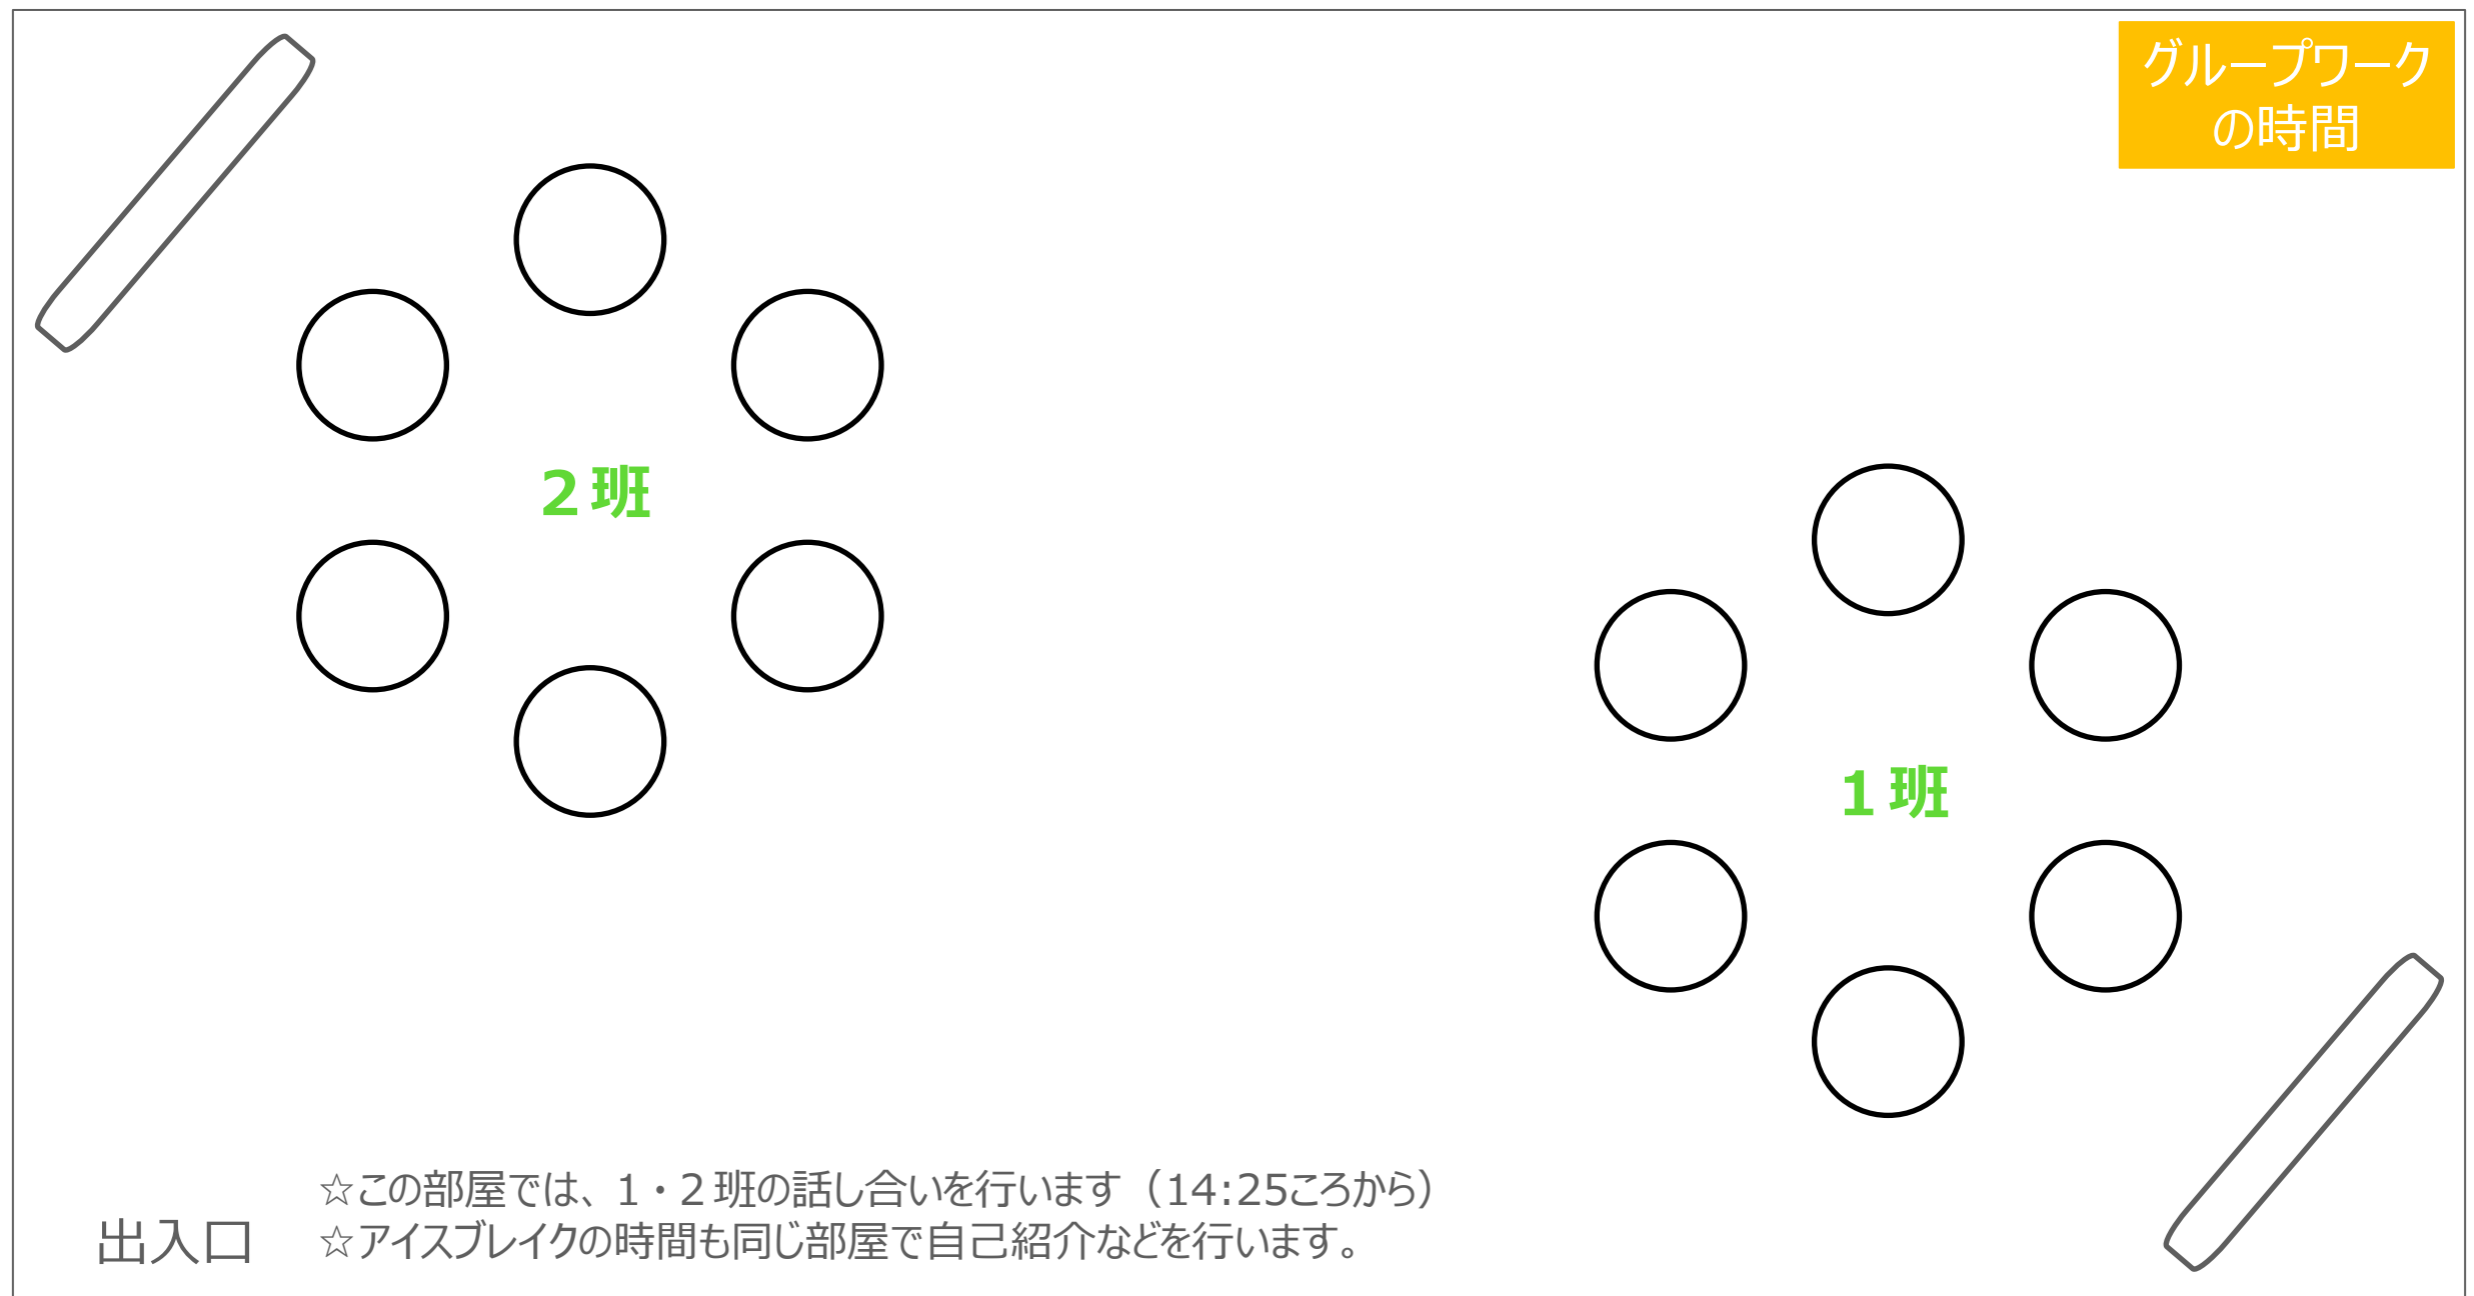 グループワーク
の時間
２班
１班
☆この部屋では、１・２班の話し合いを行います（14:25ころから）
☆アイスブレイクの時間も同じ部屋で自己紹介などを行います。
出入口